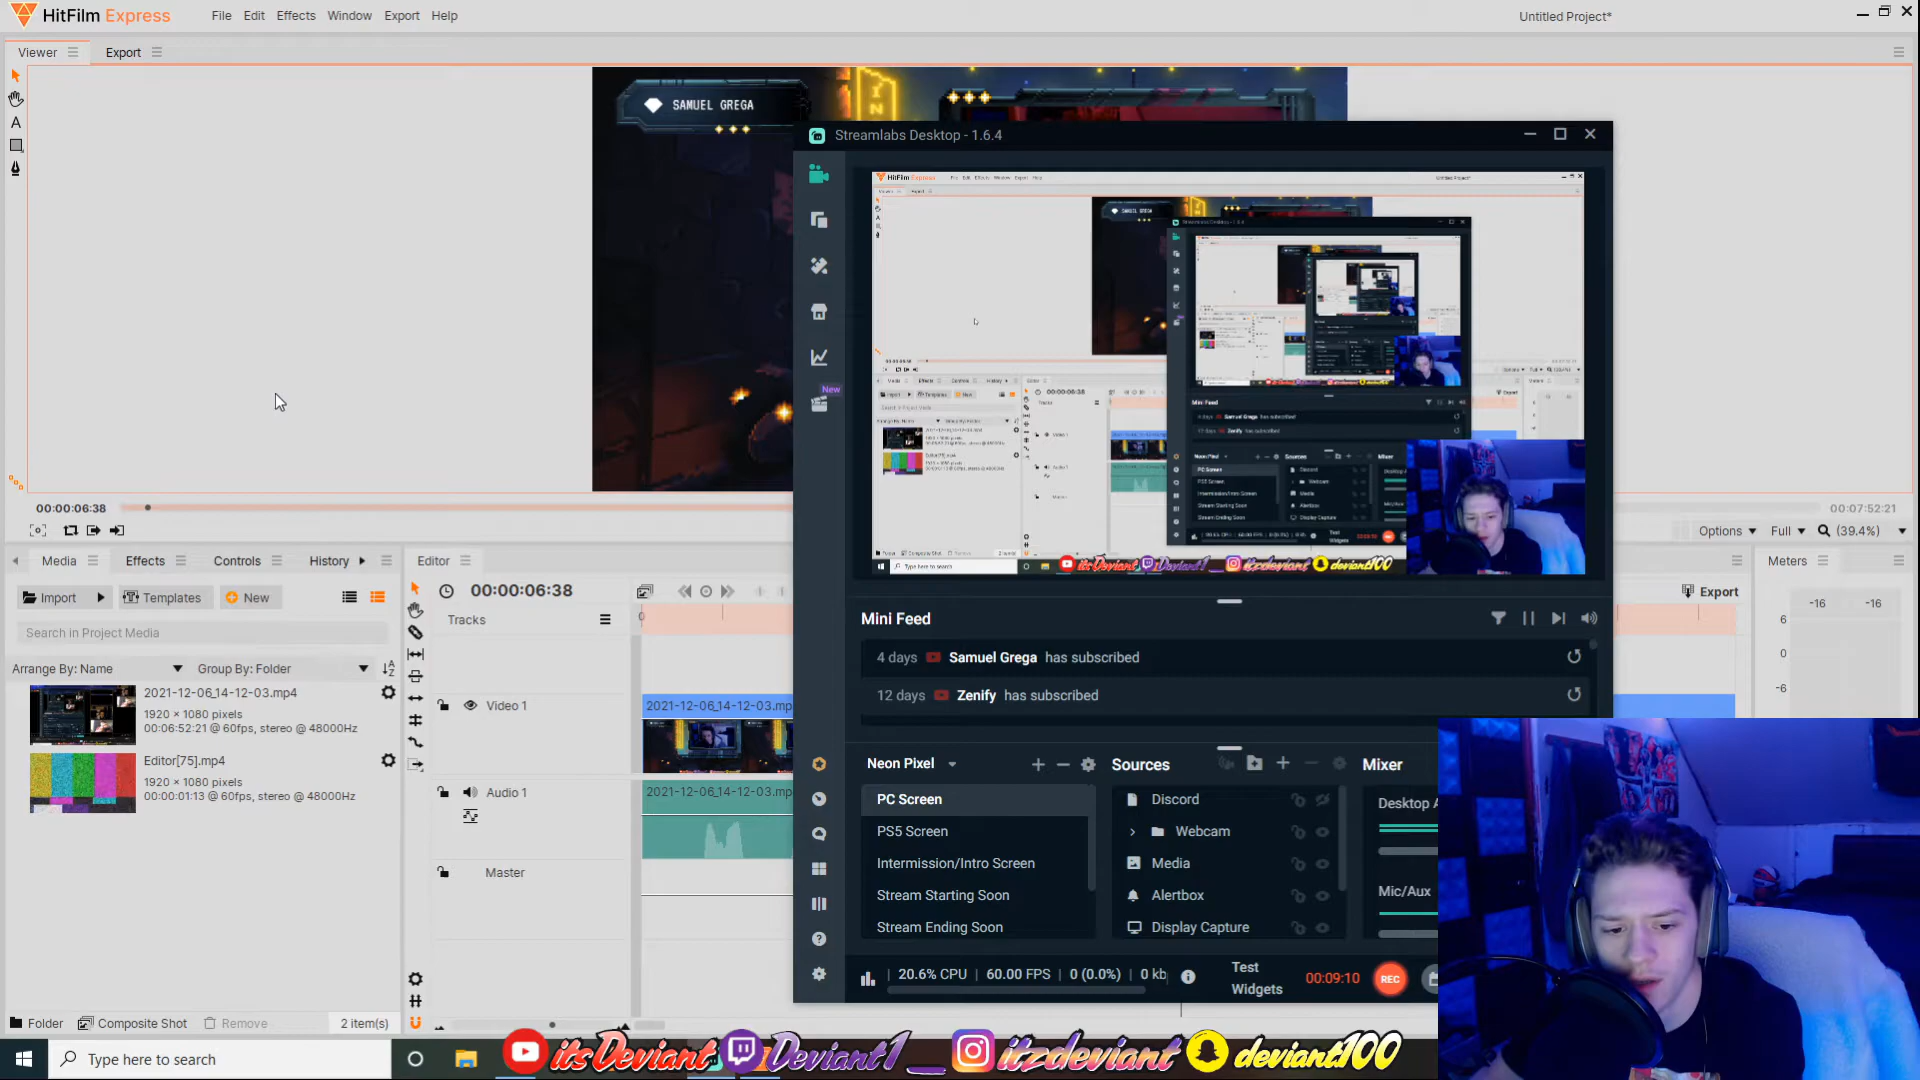 HitFilm Express
File Edit Effects Window Export Help
Untitled Project*
Viewer
Export
SAMUEL GREGA
Streamlabs Desktop - 1.6.4
New
00:00:06:38
00:07:52:21
Options Full (39.4%)
Media Effects Controls History
Editor
Meters
Import Templates New
00:00:06:38
Export
-16 -16
Search in Project Media
Tracks
0
6
0
-6
Arrange By: Name
Group By: Folder
2021-12-06_14-12-03.mp4
1920 × 1080 pixels
00:06:52:21 @ 60fps, stereo @ 48000Hz
Editor[75].mp4
1920 × 1080 pixels
00:00:01:13 @ 60fps, stereo @ 48000Hz
Video 1
2021-12-06_14-12-03.mp
Audio 1
2021-12-06_14-12-03.mp
Master
Mini Feed
4 days Samuel Grega has subscribed
12 days Zenify has subscribed
Neon Pixel
PC Screen
PS5 Screen
Intermission/Intro Screen
Stream Starting Soon
Stream Ending Soon
Sources
Discord
Webcam
Media
Alertbox
Display Capture
Mixer
Desktop A
Mic/Aux
20.6% CPU 60.00 FPS 0 (0.0%) 0 kb
Test Widgets
00:09:10
REC
Folder Composite Shot Remove 2 item(s)
Type here to search
itsDeviant Deviant1__ itzdeviant deviant100